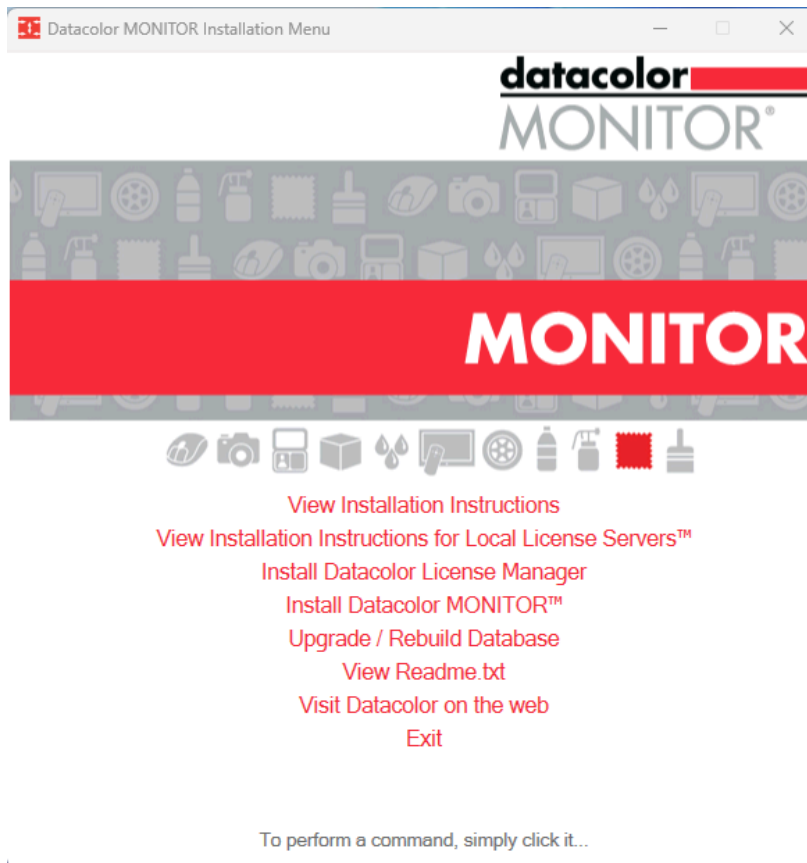 Datacolor MONITOR Installation Menu
datacolor
MONITOR®
MONITOR
View Installation Instructions
View Installation Instructions for Local License Servers™
Install Datacolor License Manager
Install Datacolor MONITOR™
Upgrade / Rebuild Database
View Readme.txt
Visit Datacolor on the web
Exit
To perform a command, simply click it...